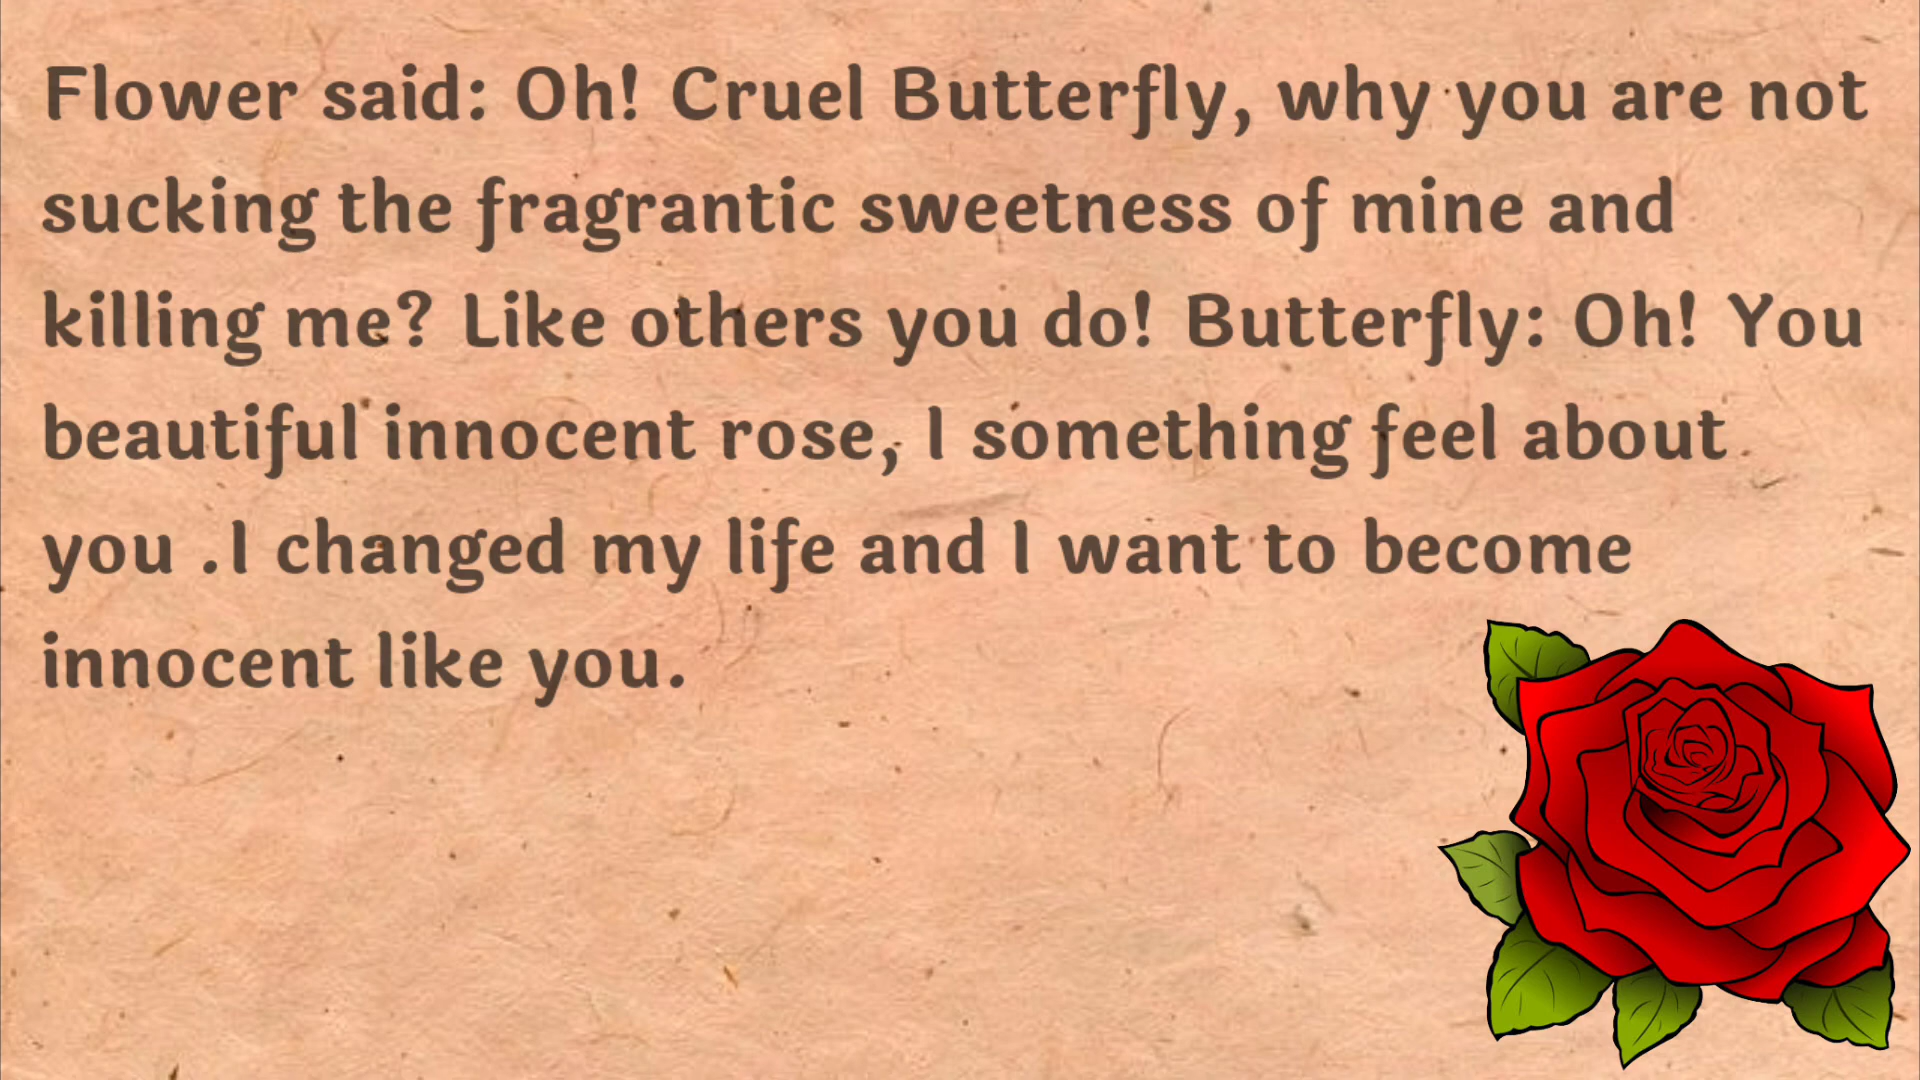 Flower said: Oh! Cruel Butterfly, why you are not
sucking the fragrantic sweetness of mine and
killing me? Like others you do! Butterfly: Oh! You
beautiful innocent rose, I something feel about
you .I changed my life and I want to become
innocent like you.